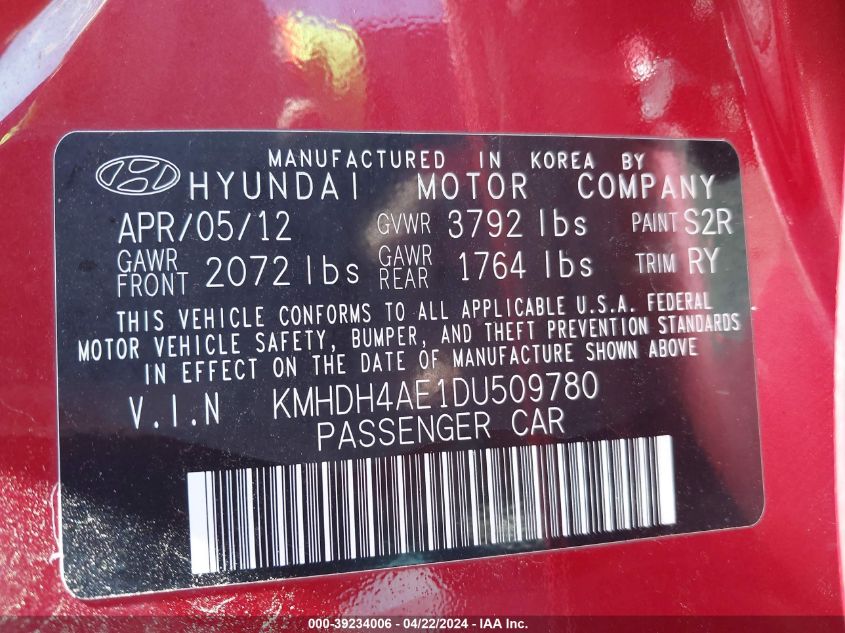 MANUFACTURED IN KOREA BY
HYUNDAI MOTOR COMPANY
APR/05/12 GVWR 3792 lbs PAINT S2R
GAWR FRONT 2072 lbs GAWR REAR 1764 lbs TRIM RY
THIS VEHICLE CONFORMS TO ALL APPLICABLE U.S.A. FEDERAL
MOTOR VEHICLE SAFETY, BUMPER, AND THEFT PREVENTION STANDARDS
IN EFFECT ON THE DATE OF MANUFACTURE SHOWN ABOVE
V.I.N KMHDH4AE1DU509780
PASSENGER CAR
000-39234006 - 04/22/2024 - IAA Inc.